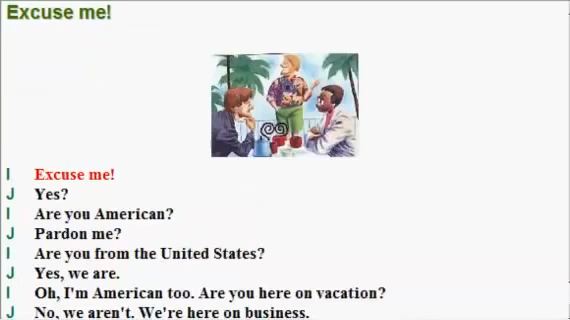 Excuse me!
I Excuse me!
J Yes?
I Are you American?
J Pardon me?
I Are you from the United States?
J Yes, we are.
I Oh, I'm American too. Are you here on vacation?
J No, we aren't. We're here on business.